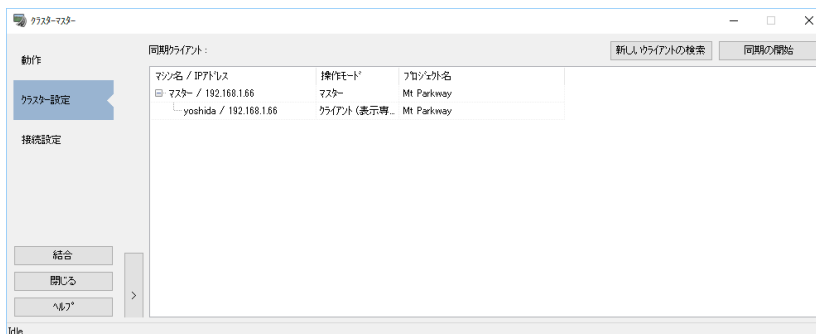 クラスターマスター
動作
クラスター設定
接続設定
同期クライアント :
新しいクライアントの検索
同期の開始
マシン名 / IPアドレス 操作モード プロジェクト名
マスター / 192.168.1.66 マスター Mt Parkway
yoshida / 192.168.1.66 クライアント (表示専... Mt Parkway
結合
閉じる
ヘルプ
>
Idle